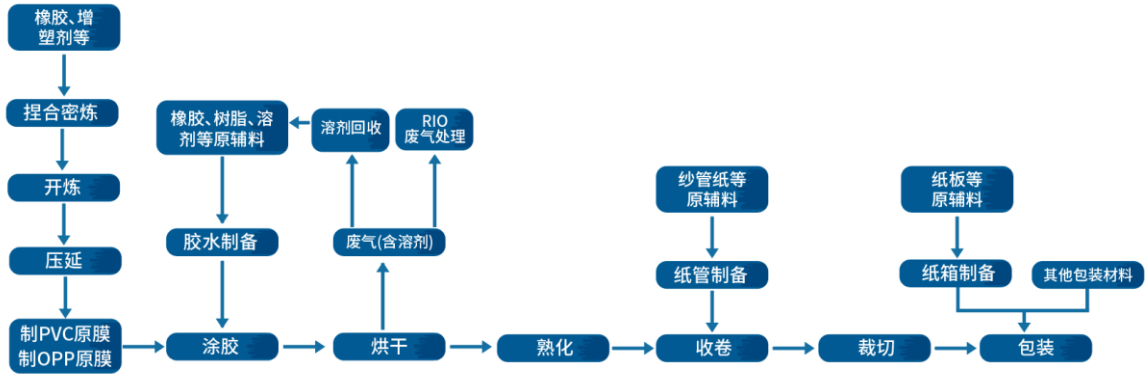 橡胶、增
塑剂等
捏合密炼
开炼
压延
制PVC原膜
制OPP原膜
橡胶、树脂、溶
剂等原辅料
胶水制备
涂胶
溶剂回收
RIO
废气处理
废气(含溶剂)
烘干
熟化
纱管纸等
原辅料
纸管制备
收卷
裁切
纸板等
原辅料
纸箱制备
其他包装材料
包装